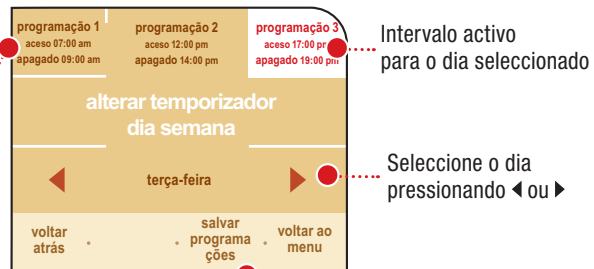 programação 1
aceso 07:00 am
apagado 09:00 am
programação 2
aceso 12:00 pm
apagado 14:00 pm
programação 3
aceso 17:00 pm
apagado 19:00 pm
Intervalo activo
para o dia seleccionado
alterar temporizador
dia semana
terça-feira
Seleccione o dia
pressionando ◀ ou ▶
voltar
atrás
salvar
programa
ções
voltar ao
menu